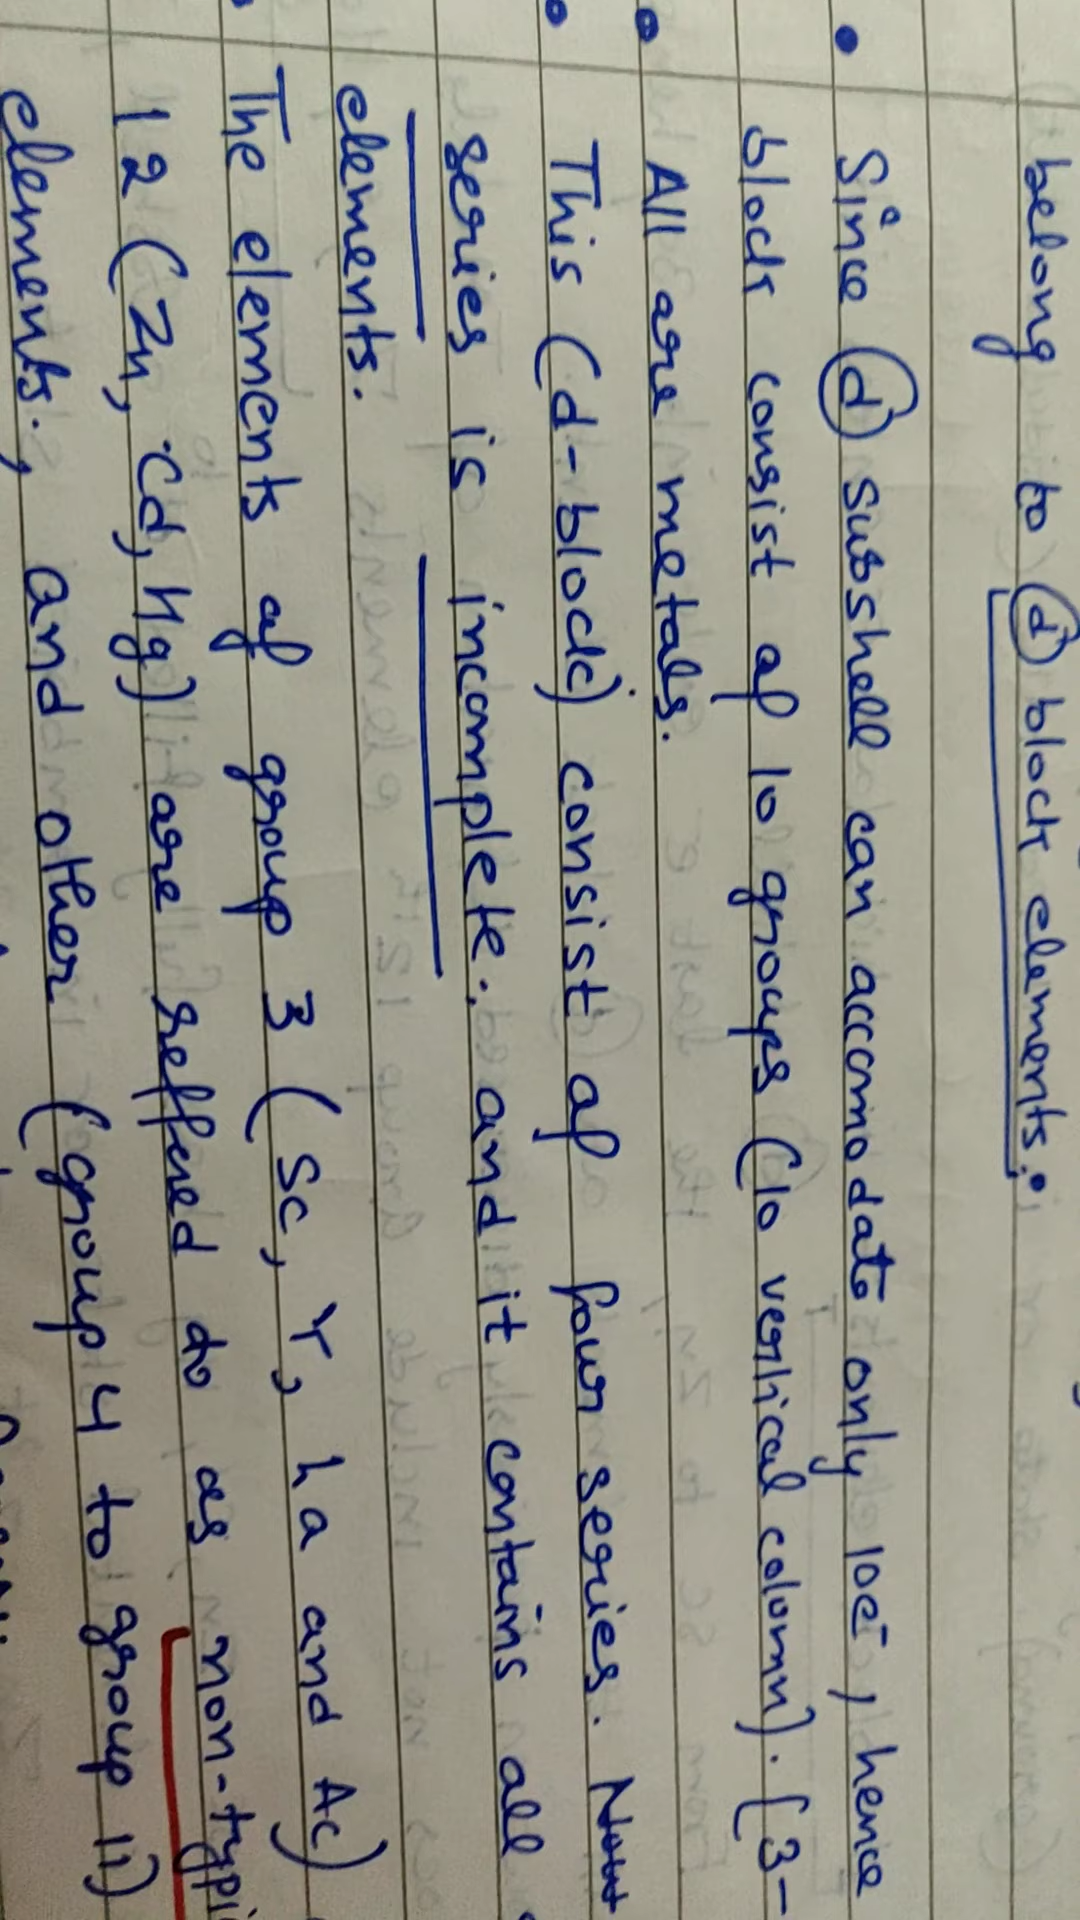 belong to d block elements.
Since d subshell can accomodate only 10e⁻, hence
block consist of 10 groups (10 vertical colomn). [3-
All are metals.
This (d-block) consist of four series.
series is incomplete. and it contains all
elements.
The elements of group 3 (Sc, Y, La and Ac)
12 (Zn, Cd, Hg) are reffered to as non-typi
elements, and other (group 4 to group 11)